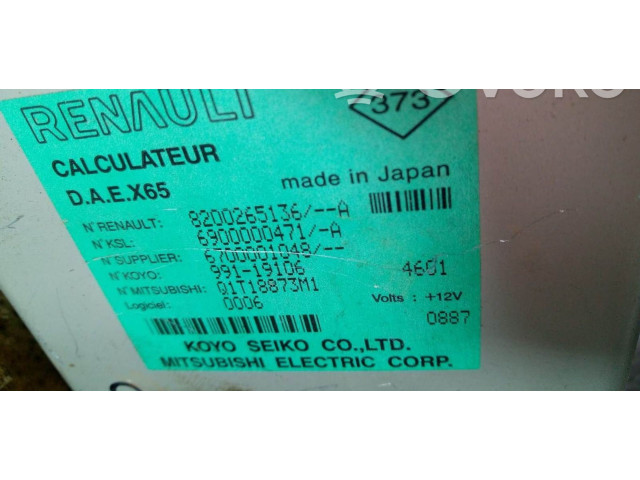 RENAULT
373
CALCULATEUR
D.A.E.X65
made in Japan
N°RENAULT: 8200265136/--A
N°KSL: 6900000471/-A
N°SUPPLIER: 6700001048/--
N°KOYO: 991-19106
4601
N°MITSUBISHI: Q1T18873M1
Logiciel: 0006
Volts : +12V
0887
KOYO SEIKO CO.,LTD.
MITSUBISHI ELECTRIC CORP.